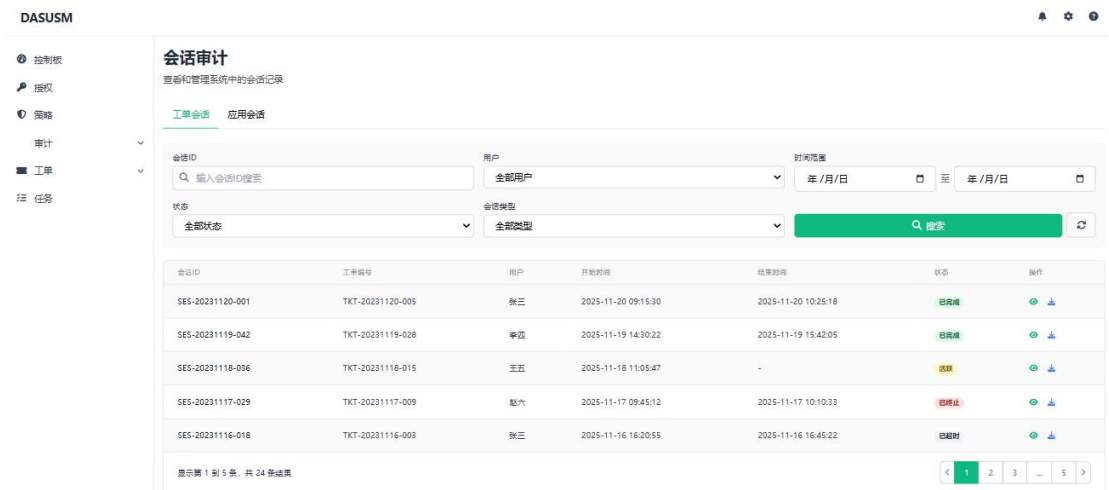 DASUSM
控制板
授权
策略
审计
工单
任务
会话审计
查看和管理系统中的会话记录
工单会话 应用会话
会话ID 用户 时间范围
输入会话ID搜索 全部用户 年 /月/日 至 年 /月/日
状态 会话类型
全部状态 全部类型 搜索
会话ID 工单编号 用户 开始时间 结束时间 状态 操作
SES-20231120-001 TKT-20231120-005 张三 2025-11-20 09:15:30 2025-11-20 10:25:18 已完成
SES-20231119-042 TKT-20231119-028 李四 2025-11-19 14:30:22 2025-11-19 15:42:05 已完成
SES-20231118-036 TKT-20231118-015 王五 2025-11-18 11:05:47 - 活跃
SES-20231117-029 TKT-20231117-009 赵六 2025-11-17 09:45:12 2025-11-17 10:10:33 已终止
SES-20231116-018 TKT-20231116-003 张三 2025-11-16 16:20:55 2025-11-16 16:45:22 已超时
显示第 1 到 5 条，共 24 条结果 < 1 2 3 ... 5 >